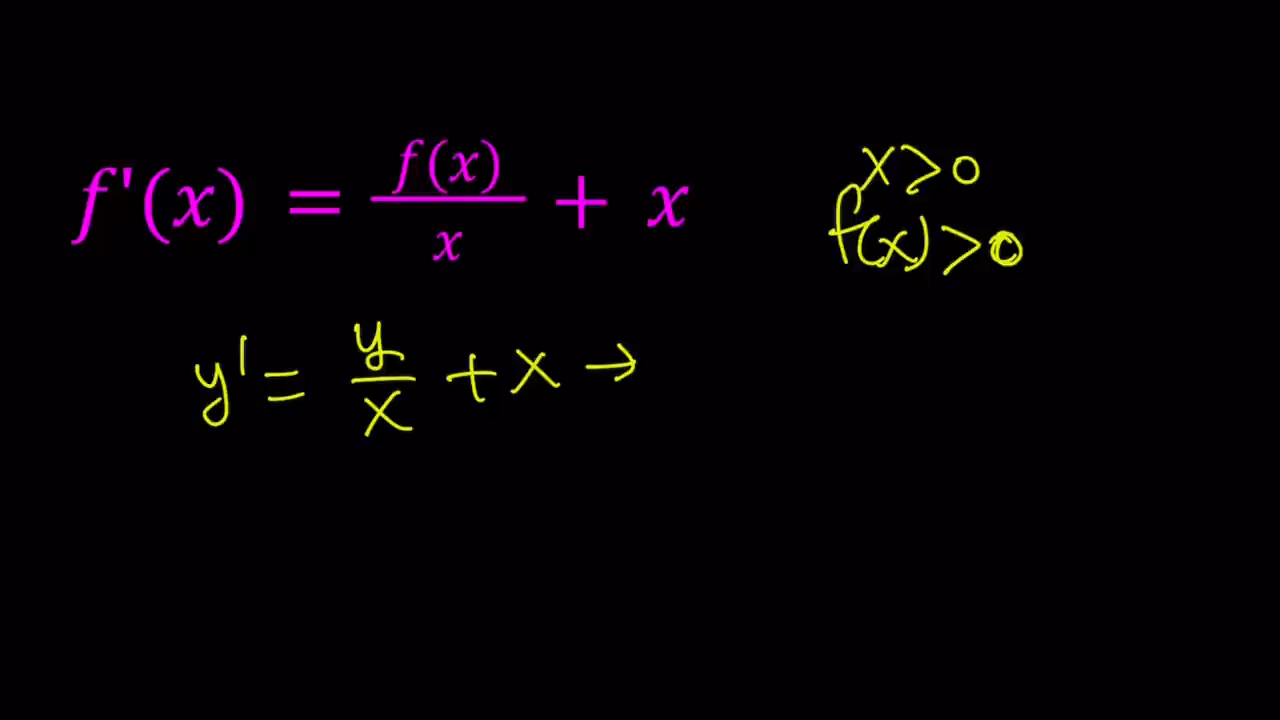 f'(x) = f(x)/x + x
x > 0
f(x) > 0
y' = y/x + x →